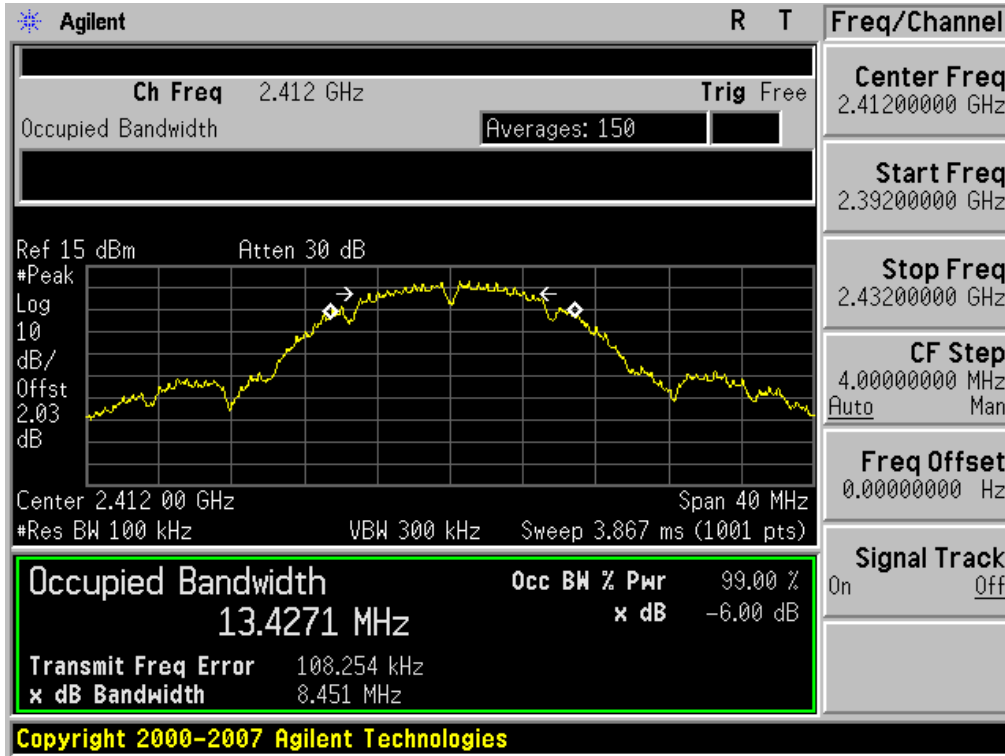 Agilent R T
Freq/Channel
Ch Freq 2.412 GHz Trig Free
Occupied Bandwidth Averages: 150
Ref 15 dBm Atten 30 dB
#Peak
Log
10
dB/
Offst
2.03
dB
Center 2.412 00 GHz Span 40 MHz
#Res BW 100 kHz VBW 300 kHz Sweep 3.867 ms (1001 pts)
Occupied Bandwidth Occ BW % Pwr 99.00 %
13.4271 MHz x dB -6.00 dB
Transmit Freq Error 108.254 kHz
x dB Bandwidth 8.451 MHz
Center Freq
2.41200000 GHz
Start Freq
2.39200000 GHz
Stop Freq
2.43200000 GHz
CF Step
4.00000000 MHz
Auto Man
Freq Offset
0.00000000 Hz
Signal Track
On Off
Copyright 2000-2007 Agilent Technologies